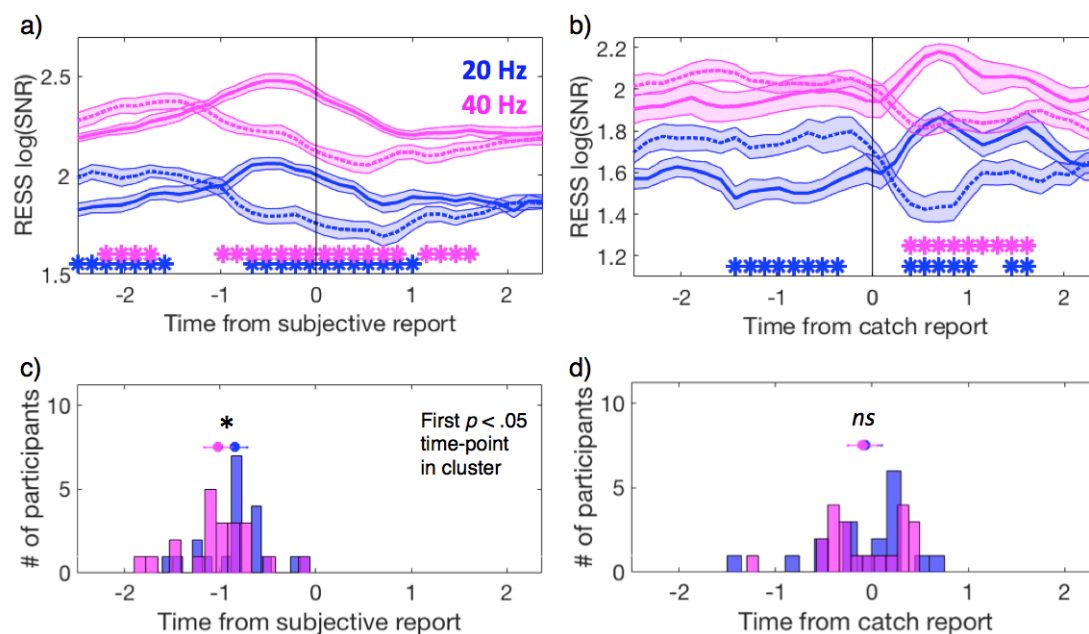 a)
RESS log(SNR)
2.5
2
1.5
20 Hz
40 Hz
-2 -1 0 1 2
Time from subjective report
b)
RESS log(SNR)
2.2
2
1.8
1.6
1.4
1.2
-2 -1 0 1 2
Time from catch report
c)
# of participants
10
5
0
*
First p < .05
time-point
in cluster
-2 -1 0 1 2
Time from subjective report
d)
# of participants
10
5
0
ns
-2 -1 0 1 2
Time from catch report